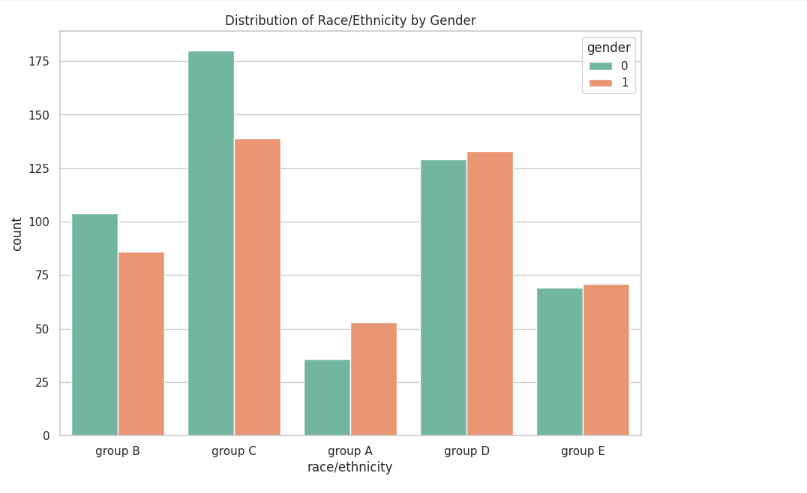 Distribution of Race/Ethnicity by Gender
gender
0
1
175
150
125
100
75
50
25
0
count
group B group C group A group D group E
race/ethnicity